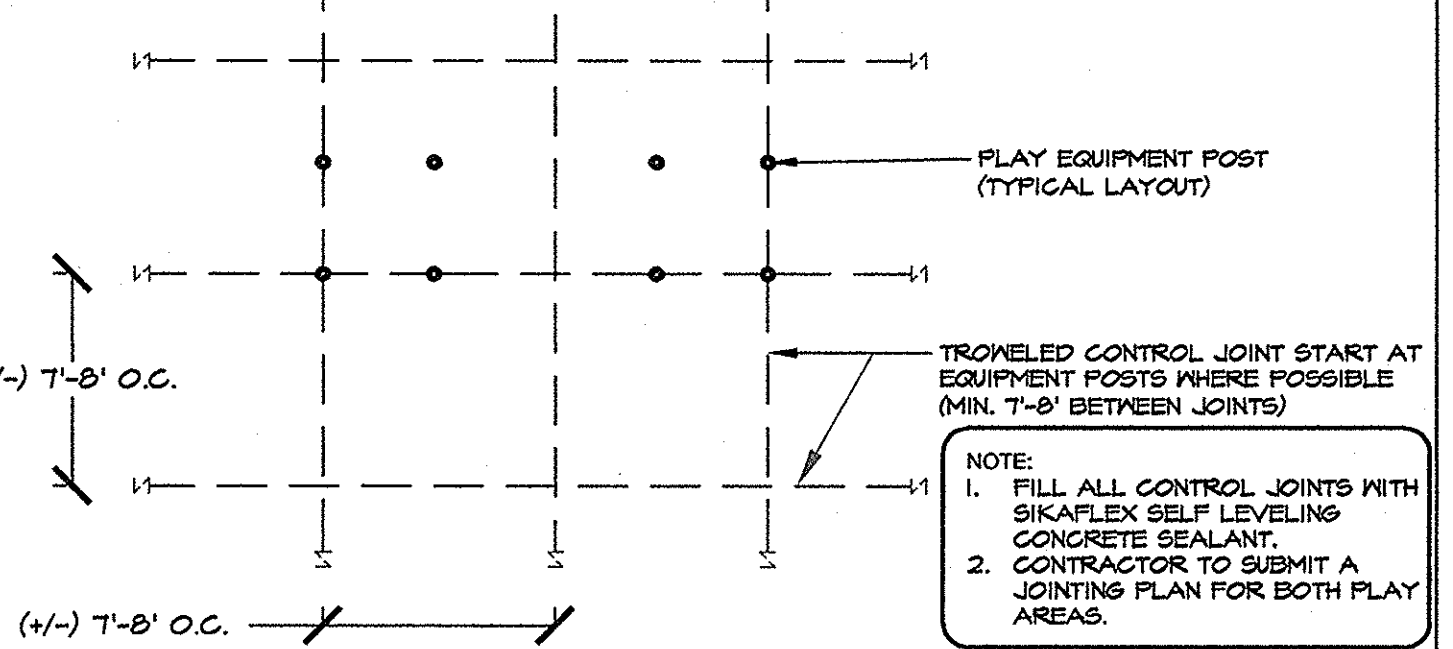 PLAY EQUIPMENT POST
(TYPICAL LAYOUT)
/-) 7'-8' O.C.
TROWELED CONTROL JOINT START AT
EQUIPMENT POSTS WHERE POSSIBLE
(MIN. 7'-8' BETWEEN JOINTS)
NOTE:
1. FILL ALL CONTROL JOINTS WITH
SIKAFLEX SELF LEVELING
CONCRETE SEALANT.
2. CONTRACTOR TO SUBMIT A
JOINTING PLAN FOR BOTH PLAY
AREAS.
(+/-) 7'-8' O.C.